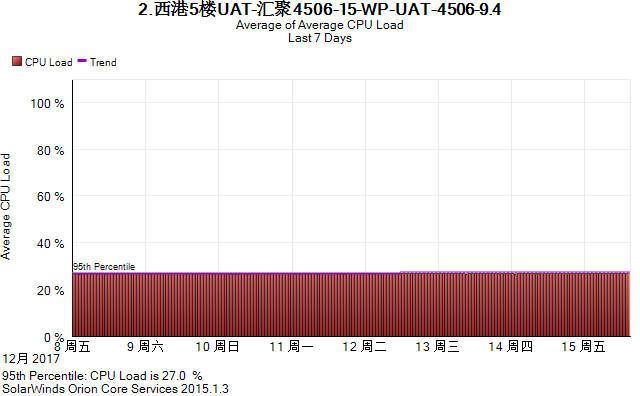 2.西港5楼UAT-汇聚4506-15-WP-UAT-4506-9.4
Average of Average CPU Load
Last 7 Days
CPU Load Trend
Average CPU Load
100 %
80 %
60 %
40 %
20 %
0 %
95th Percentile
8 周五 9 周六 10 周日 11 周一 12 周二 13 周三 14 周四 15 周五
12月 2017
95th Percentile: CPU Load is 27.0 %
SolarWinds Orion Core Services 2015.1.3